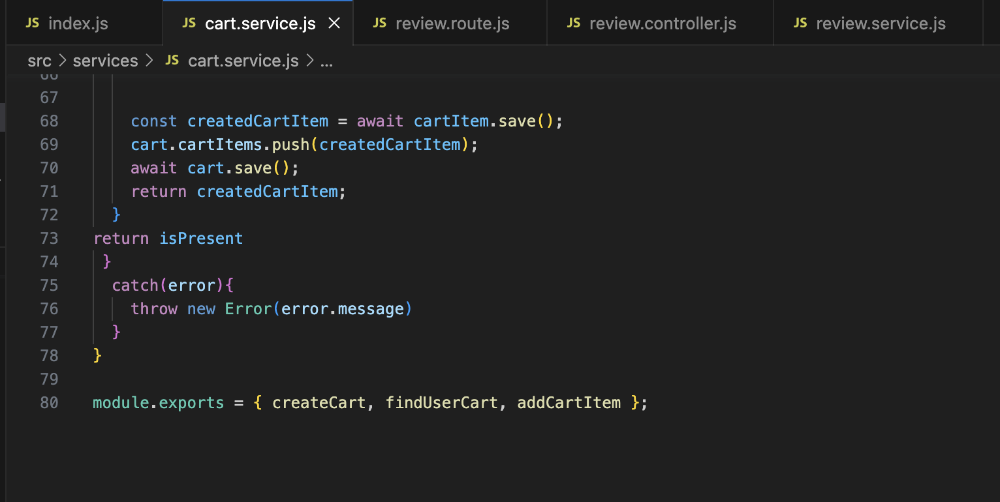 JS index.js JS cart.service.js × JS review.route.js JS review.controller.js JS review.service.js
src > services > JS cart.service.js > ...
66
67
68 const createdCartItem = await cartItem.save();
69 cart.cartItems.push(createdCartItem);
70 await cart.save();
71 return createdCartItem;
72 }
73 return isPresent
74 }
75 catch(error){
76 throw new Error(error.message)
77 }
78 }
79
80 module.exports = { createCart, findUserCart, addCartItem };